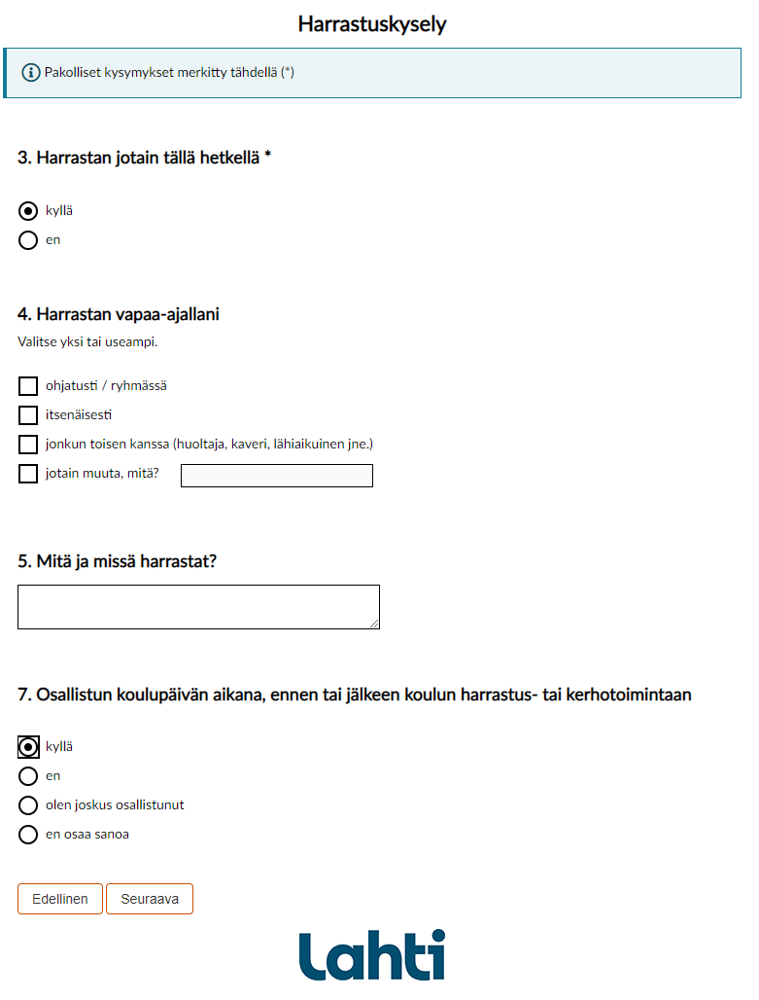 Harrastuskysely
Pakolliset kysymykset merkitty tähdellä (*)
3. Harrastan jotain tällä hetkellä *
kyllä
en
4. Harrastan vapaa-ajallani
Valitse yksi tai useampi.
ohjatusti / ryhmässä
itsenäisesti
jonkun toisen kanssa (huoltaja, kaveri, lähiaikuinen jne.)
jotain muuta, mitä?
5. Mitä ja missä harrastat?
7. Osallistun koulupäivän aikana, ennen tai jälkeen koulun harrastus- tai kerhotoimintaan
kyllä
en
olen joskus osallistunut
en osaa sanoa
Edellinen Seuraava
Lahti